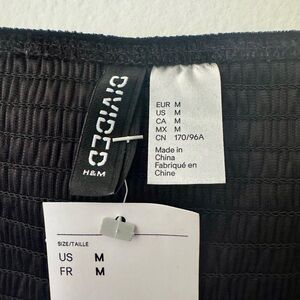 DIVIDED
H&M
EUR M
US M
CA M
MX M
CN 170/96A
Made in
China
Fabriqué en
Chine
SIZE/TAILLE
US M
FR M